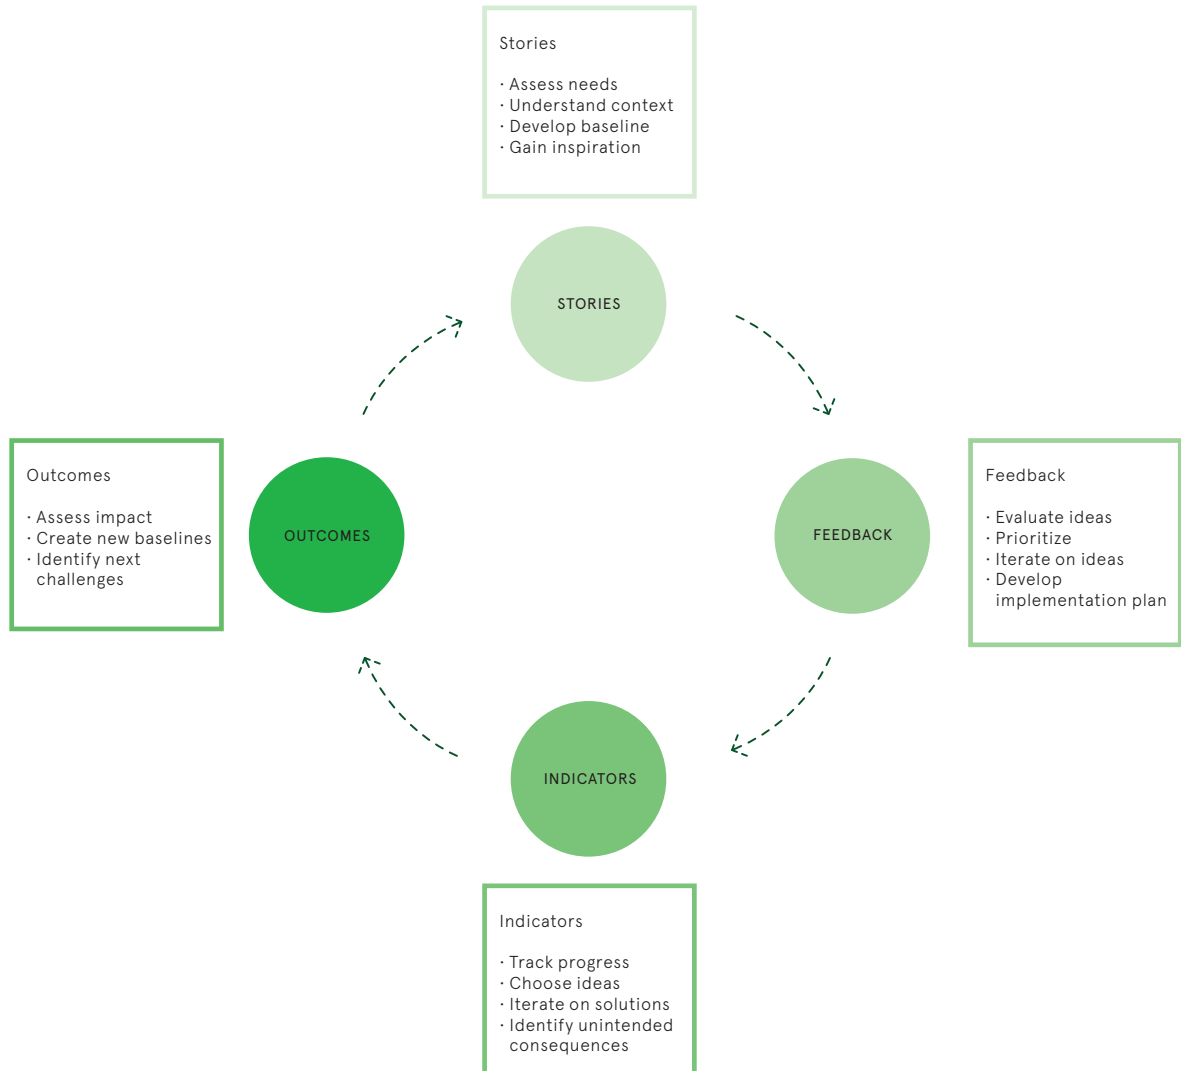 Stories
· Assess needs
· Understand context
· Develop baseline
· Gain inspiration
STORIES
Outcomes
· Assess impact
· Create new baselines
· Identify next
challenges
OUTCOMES
FEEDBACK
Feedback
· Evaluate ideas
· Prioritize
· Iterate on ideas
· Develop
implementation plan
INDICATORS
Indicators
· Track progress
· Choose ideas
· Iterate on solutions
· Identify unintended
consequences